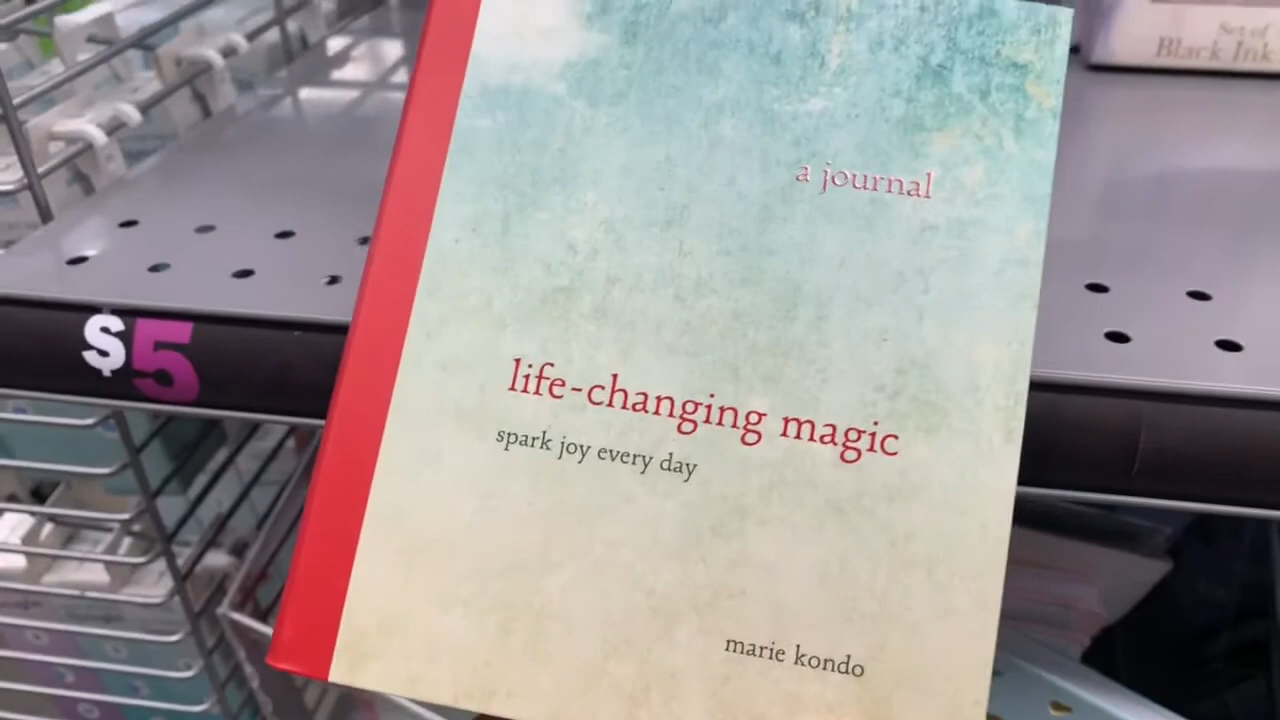 Set of
Black Ink
a journal
$5
life-changing magic
spark joy every day
marie kondo